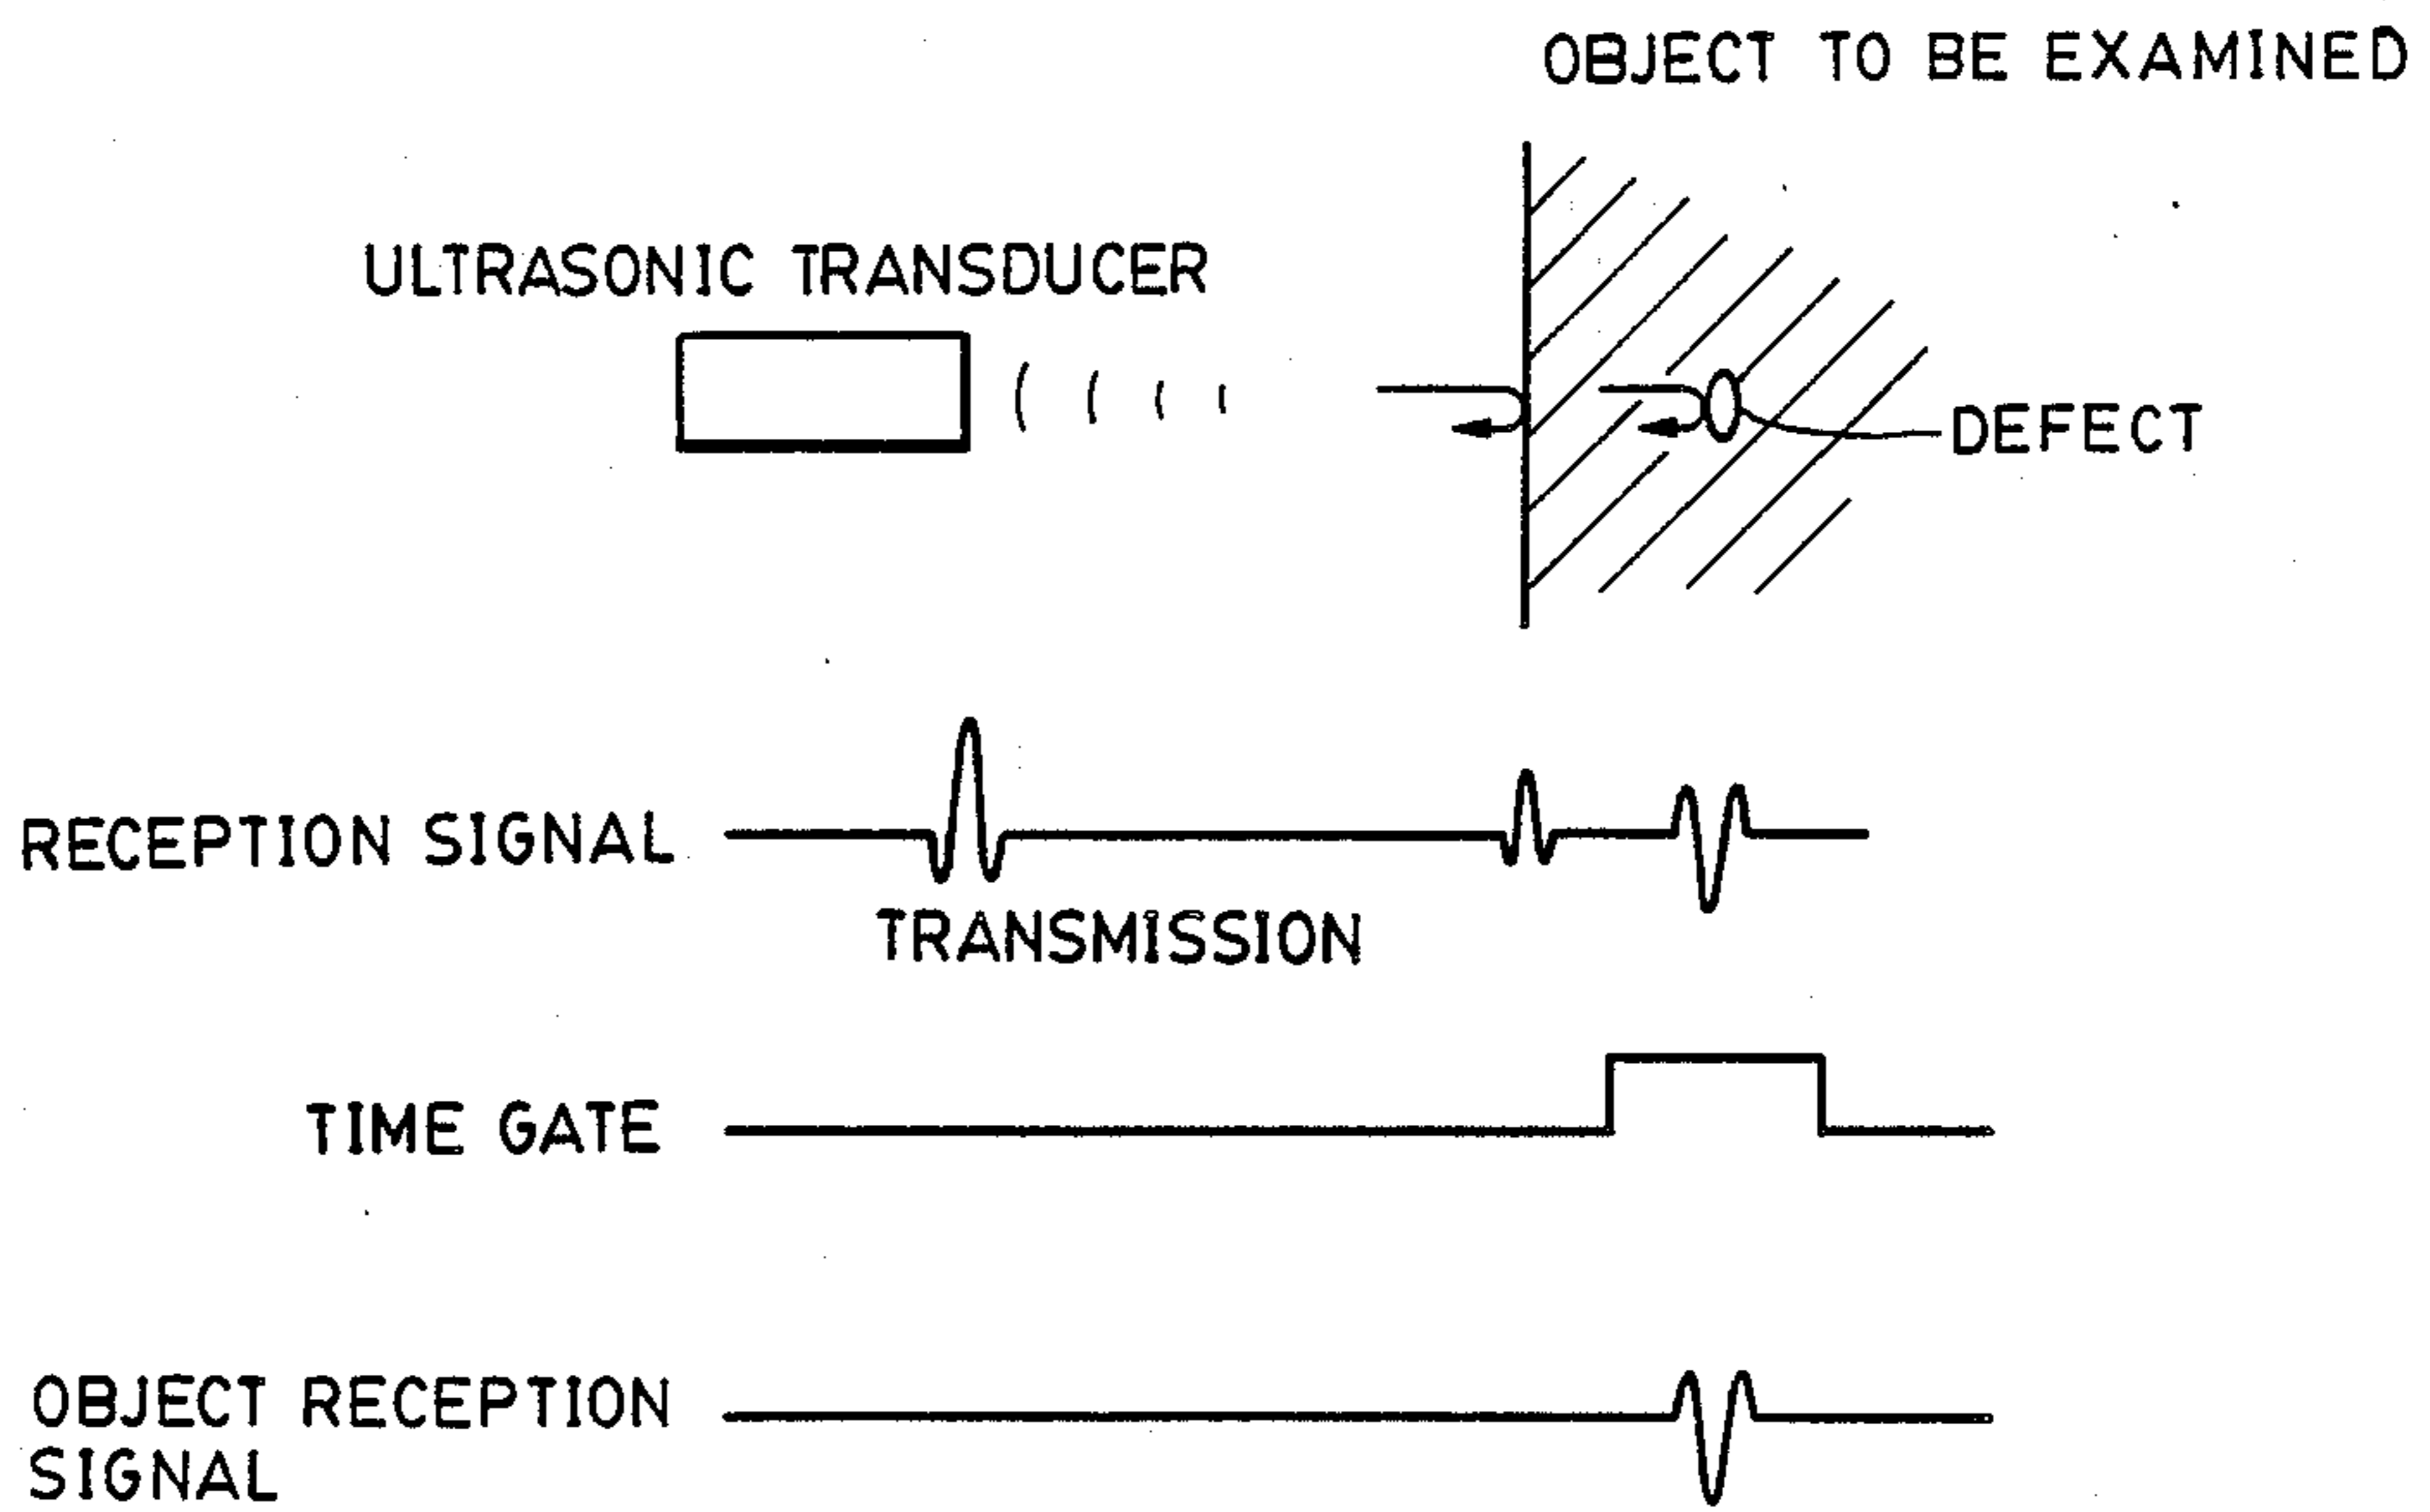 OBJECT TO BE EXAMINED
ULTRASONIC TRANSDUCER
DEFECT
RECEPTION SIGNAL
TRANSMISSION
TIME GATE
OBJECT RECEPTION
SIGNAL